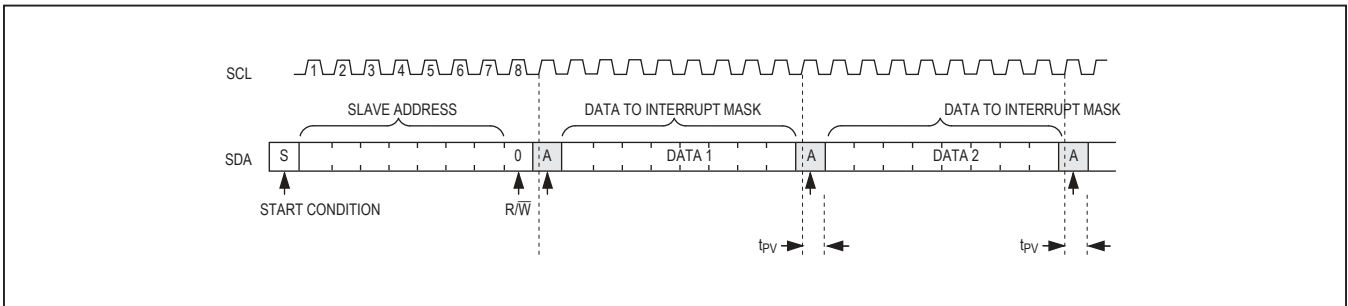 SCL 1 2 3 4 5 6 7 8
SLAVE ADDRESS DATA TO INTERRUPT MASK DATA TO INTERRUPT MASK
SDA S 0 A DATA 1 A DATA 2 A
START CONDITION R/W̅
tPV tPV